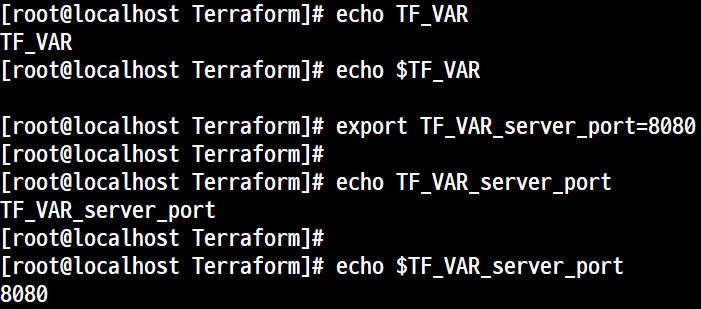 [root@localhost Terraform]# echo TF_VAR
TF_VAR
[root@localhost Terraform]# echo $TF_VAR

[root@localhost Terraform]# export TF_VAR_server_port=8080
[root@localhost Terraform]#
[root@localhost Terraform]# echo TF_VAR_server_port
TF_VAR_server_port
[root@localhost Terraform]#
[root@localhost Terraform]# echo $TF_VAR_server_port
8080